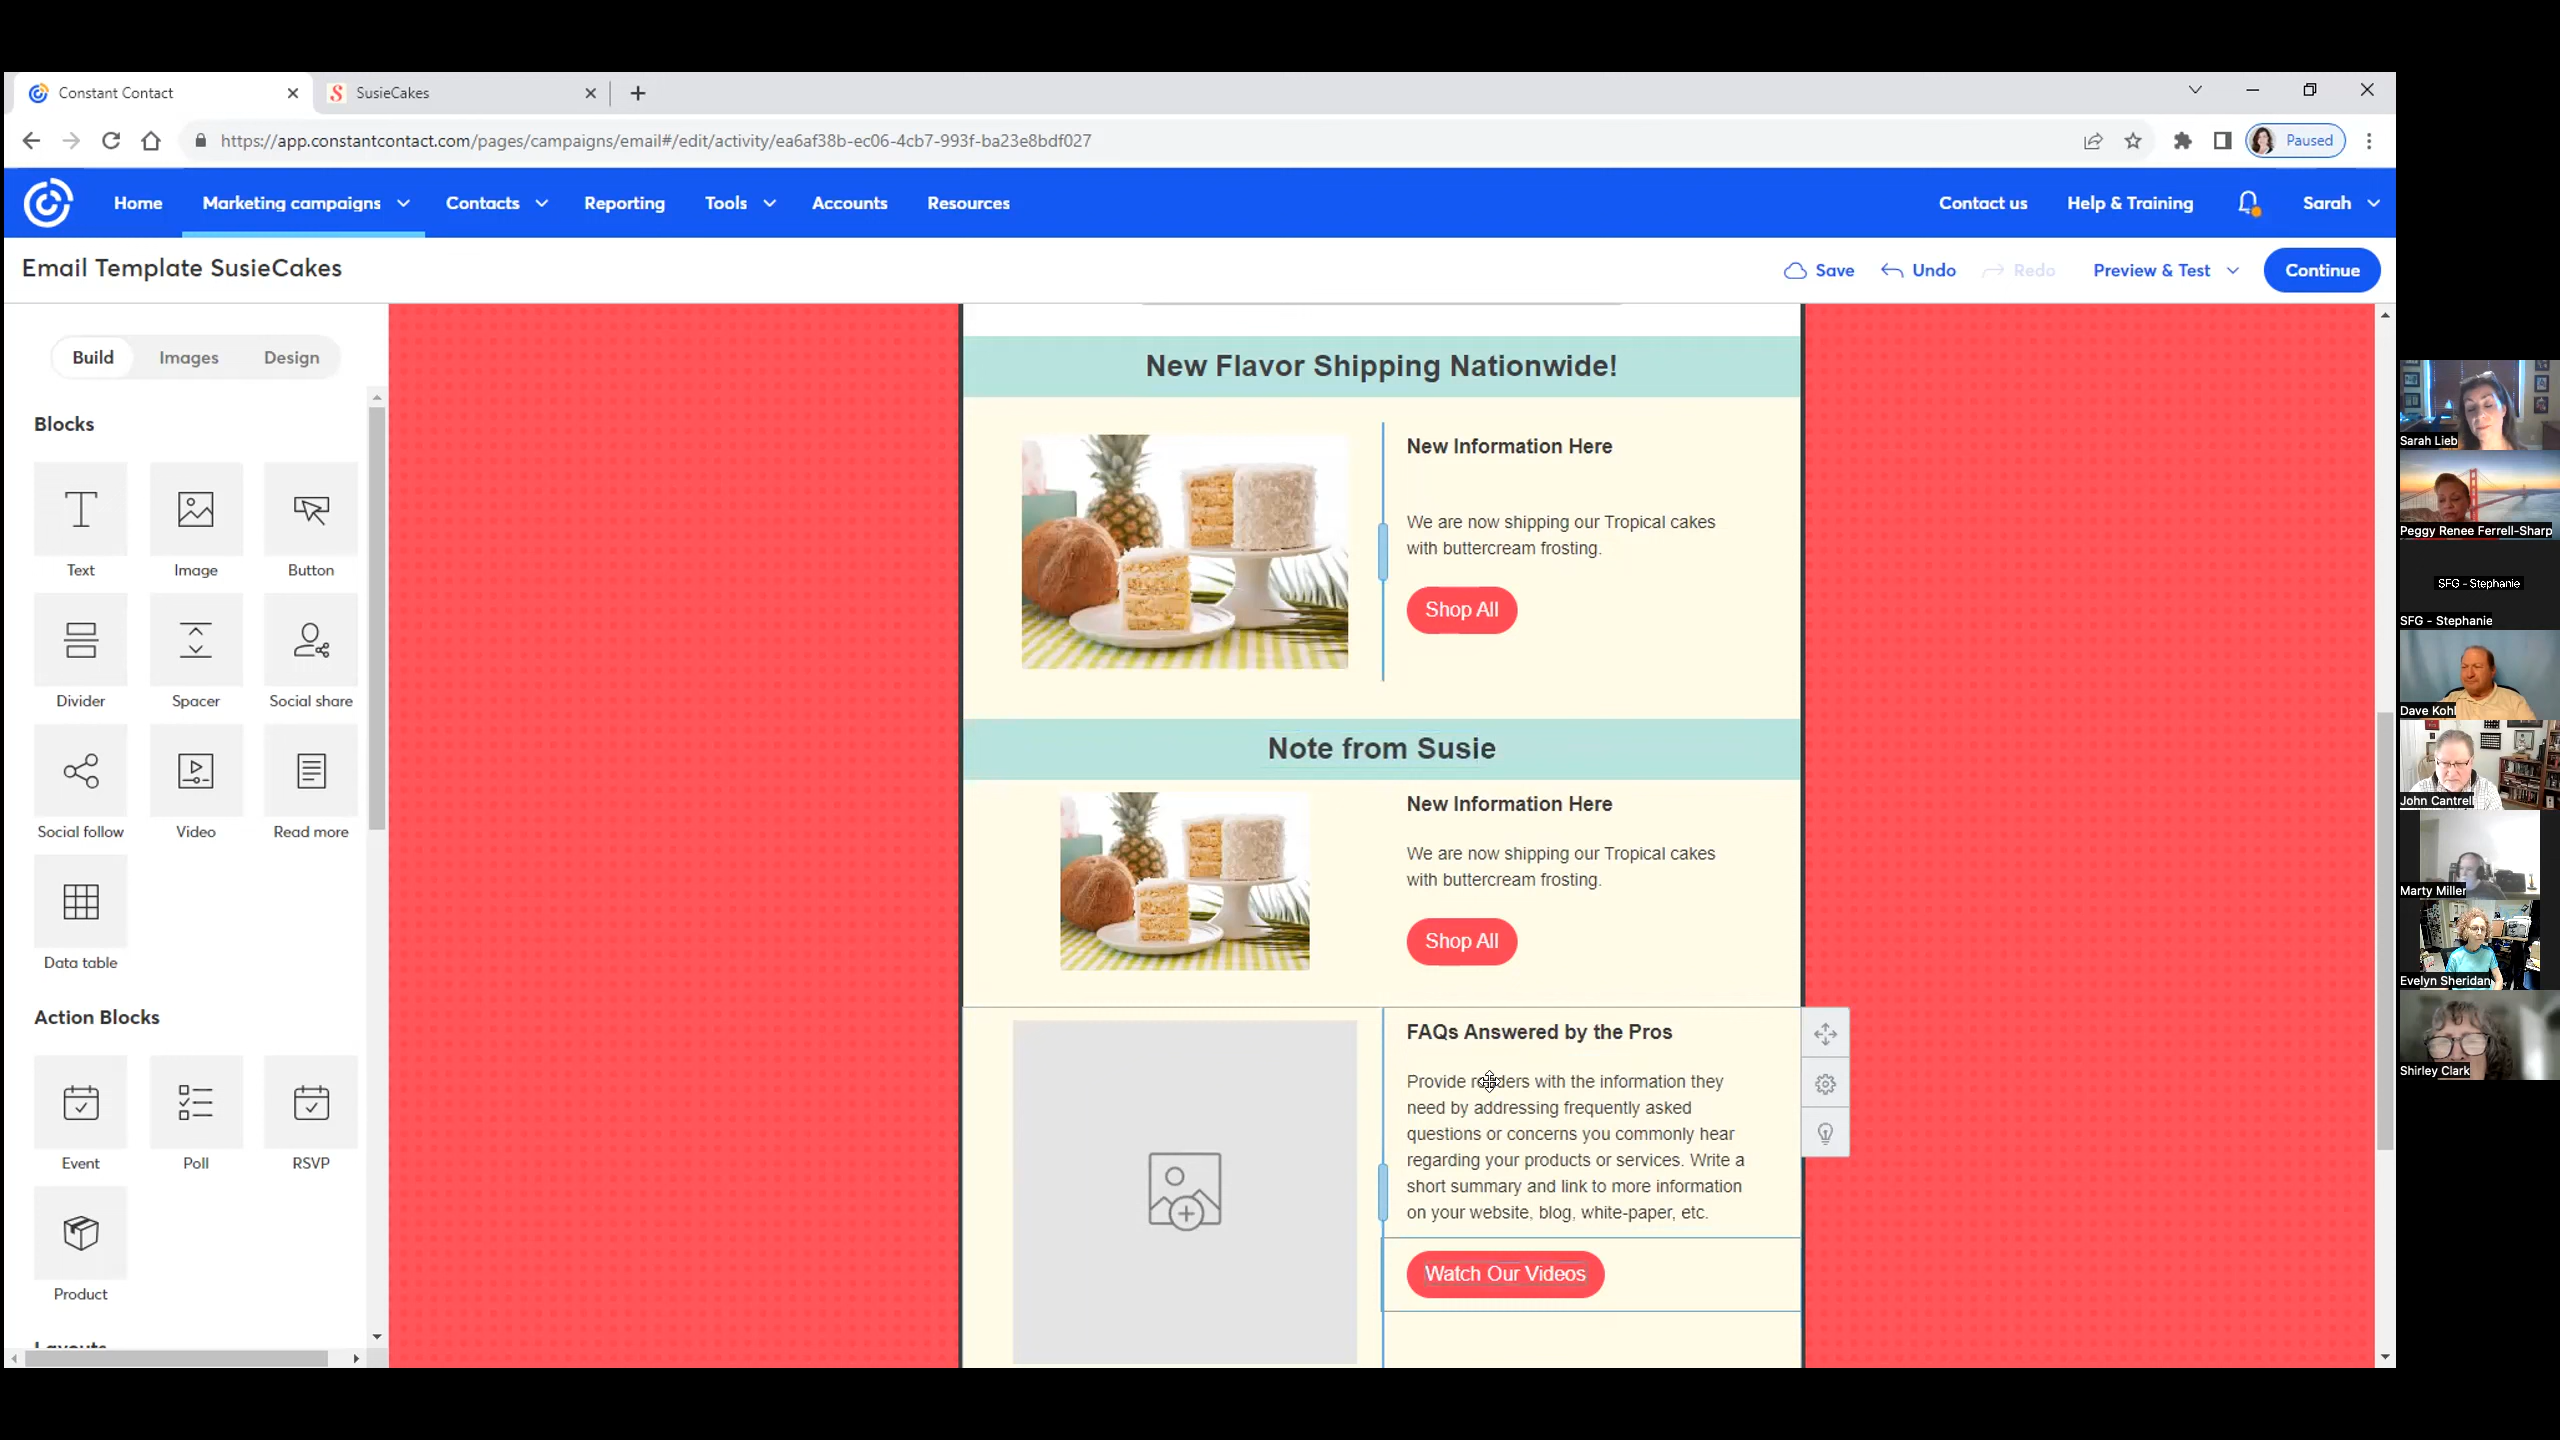 Constant Contact
SusieCakes
https://app.constantcontact.com/pages/campaigns/email#/edit/activity/ea6af38b-ec06-4cb7-993f-ba23e8bdf027
Paused
Home
Marketing campaigns
Contacts
Reporting
Tools
Accounts
Resources
Contact us
Help & Training
Sarah
Email Template SusieCakes
Save
Undo
Redo
Preview & Test
Continue
Build
Images
Design
Blocks
Text
Image
Button
Divider
Spacer
Social share
Social follow
Video
Read more
Data table
Action Blocks
Event
Poll
RSVP
Product
Layouts
New Flavor Shipping Nationwide!
New Information Here
We are now shipping our Tropical cakes
with buttercream frosting.
Shop All
Note from Susie
New Information Here
We are now shipping our Tropical cakes
with buttercream frosting.
Shop All
FAQs Answered by the Pros
Provide readers with the information they
need by addressing frequently asked
questions or concerns you commonly hear
regarding your products or services. Write a
short summary and link to more information
on your website, blog, white-paper, etc.
Watch Our Videos
Sarah Lieb
Peggy Renee Ferrell-Sharp
SFG - Stephanie
SFG - Stephanie
Dave Kohl
John Cantrell
Marty Miller
Evelyn Sheridan
Shirley Clark